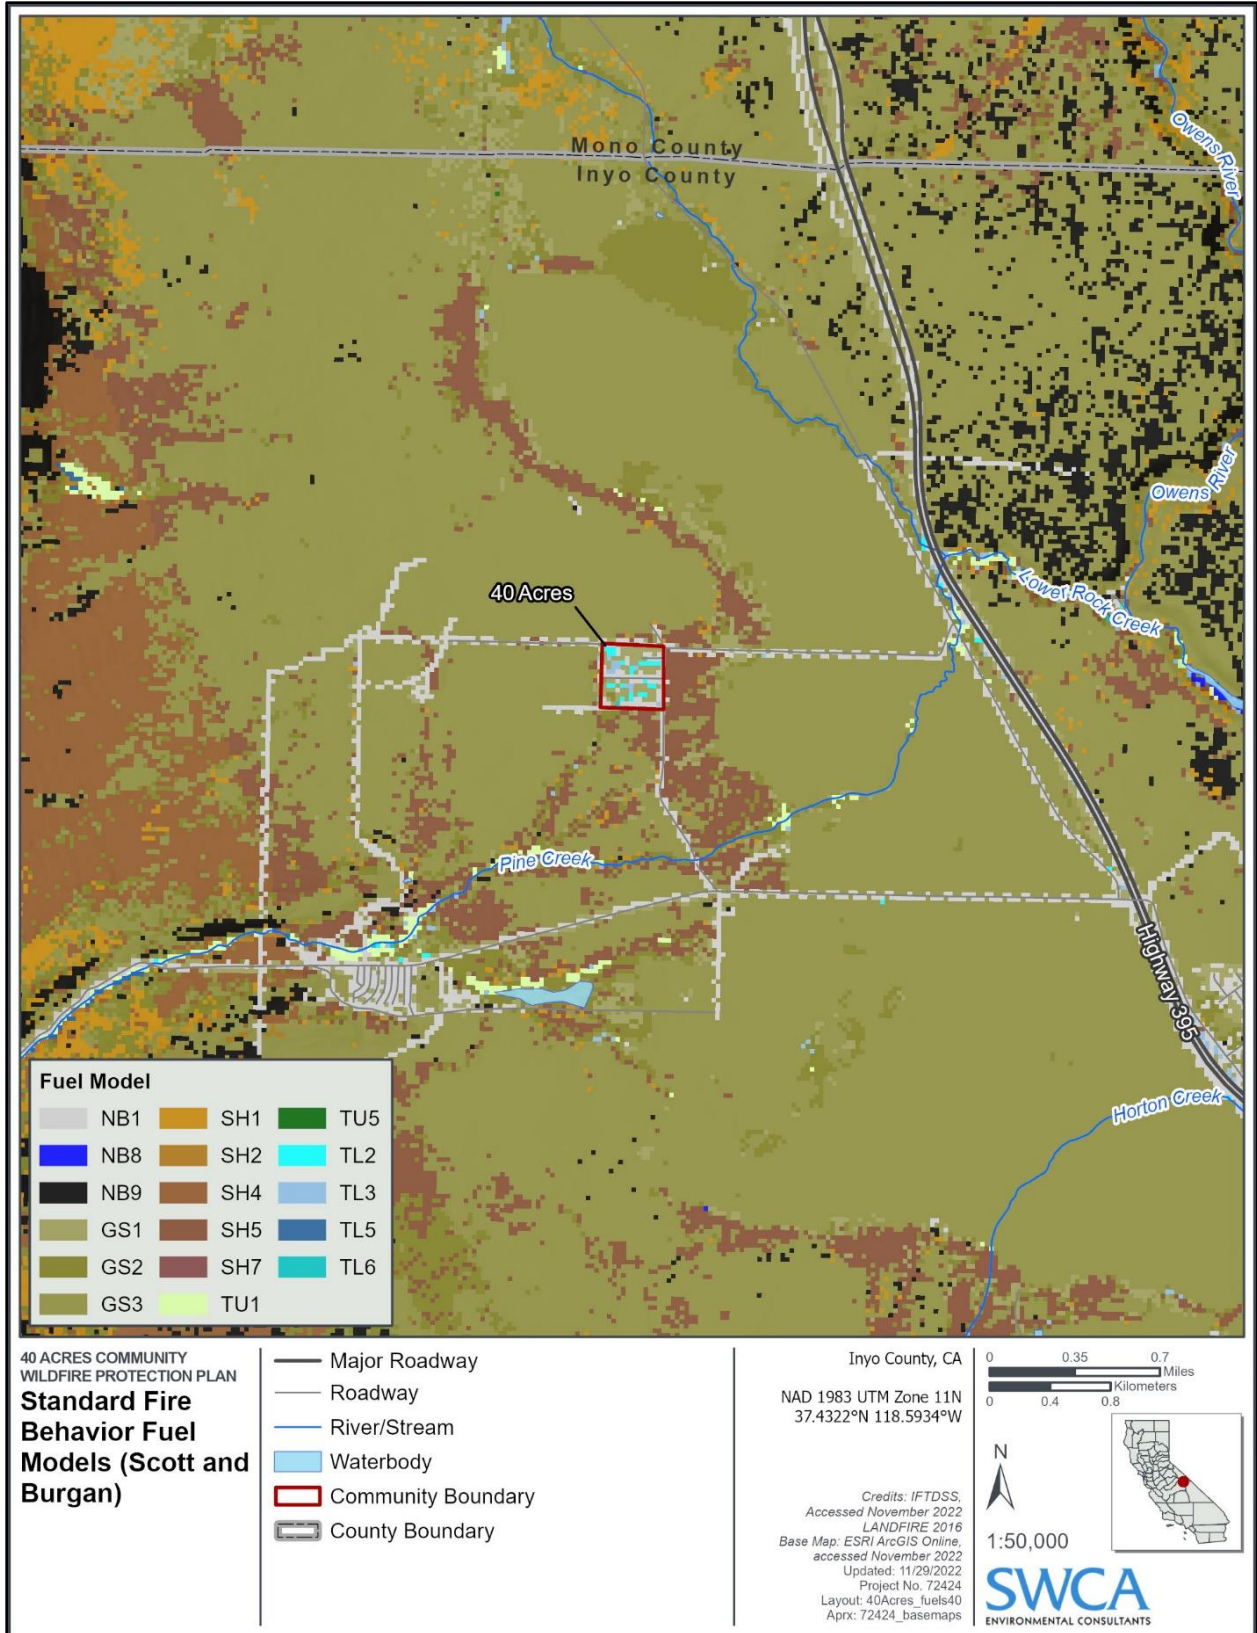 Owens River
Mono County
Inyo County
Owens River
Lower Rock Creek
40 Acres
Pine Creek
Highway 395
Horton Creek
Fuel Model
NB1
SH1
TU5
NB8
SH2
TL2
NB9
SH4
TL3
GS1
SH5
TL5
GS2
SH7
TL6
GS3
TU1
40 ACRES COMMUNITY
WILDFIRE PROTECTION PLAN
Standard Fire
Behavior Fuel
Models (Scott and
Burgan)
Major Roadway
Roadway
River/Stream
Waterbody
Community Boundary
County Boundary
Inyo County, CA
NAD 1983 UTM Zone 11N
37.4322°N 118.5934°W
Credits: IFTDSS,
Accessed November 2022
LANDFIRE 2016
Base Map: ESRI ArcGIS Online,
accessed November 2022
Updated: 11/29/2022
Project No. 72424
Layout: 40Acres_fuels40
Aprx: 72424_basemaps
0 0.35 0.7
Miles
Kilometers
0 0.4 0.8
N
1:50,000
SWCA
ENVIRONMENTAL CONSULTANTS